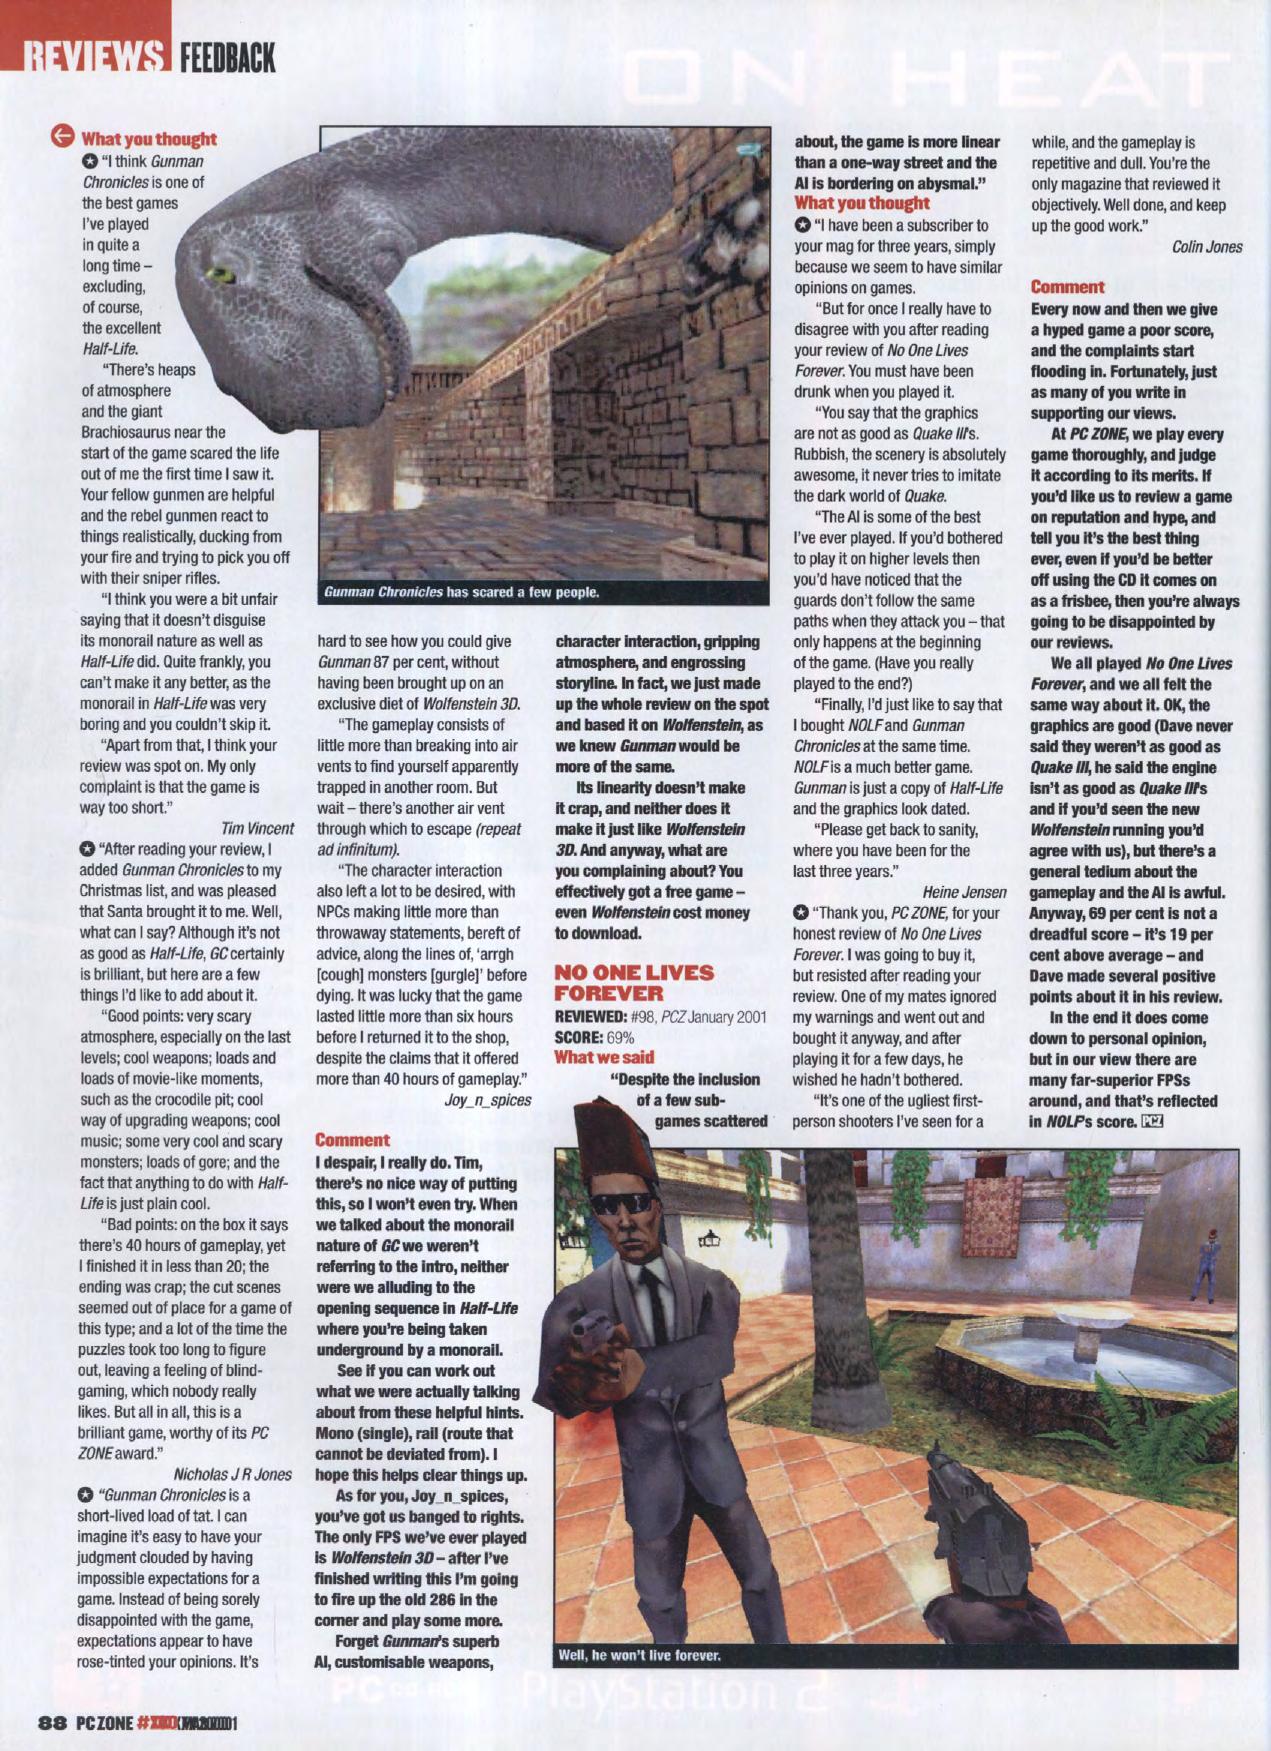 REVIEWS FEEDBACK
What you thought
"I think Gunman
Chronicles is one of
the best games
I've played
in quite a
long time –
excluding,
of course,
the excellent
Half-Life.
"There's heaps
of atmosphere
and the giant
Brachiosaurus near the
start of the game scared the life
out of me the first time I saw it.
Your fellow gunmen are helpful
and the rebel gunmen react to
things realistically, ducking from
your fire and trying to pick you off
with their sniper rifles.
"I think you were a bit unfair
saying that it doesn't disguise
its monorail nature as well as
Half-Life did. Quite frankly, you
can't make it any better, as the
monorail in Half-Life was very
boring and you couldn't skip it.
"Apart from that, I think your
review was spot on. My only
complaint is that the game is
way too short."
Tim Vincent
"After reading your review, I
added Gunman Chronicles to my
Christmas list, and was pleased
that Santa brought it to me. Well,
what can I say? Although it's not
as good as Half-Life, GC certainly
is brilliant, but here are a few
things I'd like to add about it.
"Good points: very scary
atmosphere, especially on the last
levels; cool weapons; loads and
loads of movie-like moments,
such as the crocodile pit; cool
way of upgrading weapons; cool
music; some very cool and scary
monsters; loads of gore; and the
fact that anything to do with Half-
Life is just plain cool.
"Bad points: on the box it says
there's 40 hours of gameplay, yet
I finished it in less than 20; the
ending was crap; the cut scenes
seemed out of place for a game of
this type; and a lot of the time the
puzzles took too long to figure
out, leaving a feeling of blind-
gaming, which nobody really
likes. But all in all, this is a
brilliant game, worthy of its PC
ZONE award."
Nicholas J R Jones
"Gunman Chronicles is a
short-lived load of tat. I can
imagine it's easy to have your
judgment clouded by having
impossible expectations for a
game. Instead of being sorely
disappointed with the game,
expectations appear to have
rose-tinted your opinions. It's
Gunman Chronicles has scared a few people.
hard to see how you could give
Gunman 87 per cent, without
having been brought up on an
exclusive diet of Wolfenstein 3D.
"The gameplay consists of
little more than breaking into air
vents to find yourself apparently
trapped in another room. But
wait – there's another air vent
through which to escape (repeat
ad infinitum).
"The character interaction
also left a lot to be desired, with
NPCs making little more than
throwaway statements, bereft of
advice, along the lines of, 'arrgh
[cough] monsters [gurgle]' before
dying. It was lucky that the game
lasted little more than six hours
before I returned it to the shop,
despite the claims that it offered
more than 40 hours of gameplay."
Joy_n_spices
Comment
I despair, I really do. Tim,
there's no nice way of putting
this, so I won't even try. When
we talked about the monorail
nature of GC we weren't
referring to the intro, neither
were we alluding to the
opening sequence in Half-Life
where you're being taken
underground by a monorail.
See if you can work out
what we were actually talking
about from these helpful hints.
Mono (single), rail (route that
cannot be deviated from). I
hope this helps clear things up.
As for you, Joy_n_spices,
you've got us banged to rights.
The only FPS we've ever played
is Wolfenstein 3D – after I've
finished writing this I'm going
to fire up the old 286 in the
corner and play some more.
Forget Gunman's superb
AI, customisable weapons,
character interaction, gripping
atmosphere, and engrossing
storyline. In fact, we just made
up the whole review on the spot
and based it on Wolfenstein, as
we knew Gunman would be
more of the same.
Its linearity doesn't make
it crap, and neither does it
make it just like Wolfenstein
3D. And anyway, what are
you complaining about? You
effectively got a free game –
even Wolfenstein cost money
to download.
NO ONE LIVES
FOREVER
REVIEWED: #98, PCZ January 2001
SCORE: 69%
What we said
"Despite the inclusion
of a few sub-
games scattered
about, the game is more linear
than a one-way street and the
AI is bordering on abysmal."
What you thought
"I have been a subscriber to
your mag for three years, simply
because we seem to have similar
opinions on games.
"But for once I really have to
disagree with you after reading
your review of No One Lives
Forever. You must have been
drunk when you played it.
"You say that the graphics
are not as good as Quake III's.
Rubbish, the scenery is absolutely
awesome, it never tries to imitate
the dark world of Quake.
"The AI is some of the best
I've ever played. If you'd bothered
to play it on higher levels then
you'd have noticed that the
guards don't follow the same
paths when they attack you – that
only happens at the beginning
of the game. (Have you really
played to the end?)
"Finally, I'd just like to say that
I bought NOLF and Gunman
Chronicles at the same time.
NOLF is a much better game.
Gunman is just a copy of Half-Life
and the graphics look dated.
"Please get back to sanity,
where you have been for the
last three years."
Heine Jensen
"Thank you, PC ZONE, for your
honest review of No One Lives
Forever. I was going to buy it,
but resisted after reading your
review. One of my mates ignored
my warnings and went out and
bought it anyway, and after
playing it for a few days, he
wished he hadn't bothered.
"It's one of the ugliest first-
person shooters I've seen for a
while, and the gameplay is
repetitive and dull. You're the
only magazine that reviewed it
objectively. Well done, and keep
up the good work."
Colin Jones
Comment
Every now and then we give
a hyped game a poor score,
and the complaints start
flooding in. Fortunately, just
as many of you write in
supporting our views.
At PC ZONE, we play every
game thoroughly, and judge
it according to its merits. If
you'd like us to review a game
on reputation and hype, and
tell you it's the best thing
ever, even if you'd be better
off using the CD it comes on
as a frisbee, then you're always
going to be disappointed by
our reviews.
We all played No One Lives
Forever, and we all felt the
same way about it. OK, the
graphics are good (Dave never
said they weren't as good as
Quake III, he said the engine
isn't as good as Quake III's
and if you'd seen the new
Wolfenstein running you'd
agree with us), but there's a
general tedium about the
gameplay and the AI is awful.
Anyway, 69 per cent is not a
dreadful score – it's 19 per
cent above average – and
Dave made several positive
points about it in his review.
In the end it does come
down to personal opinion,
but in our view there are
many far-superior FPSs
around, and that's reflected
in NOLF's score. PCZ
Well, he won't live forever.
88 PCZONE